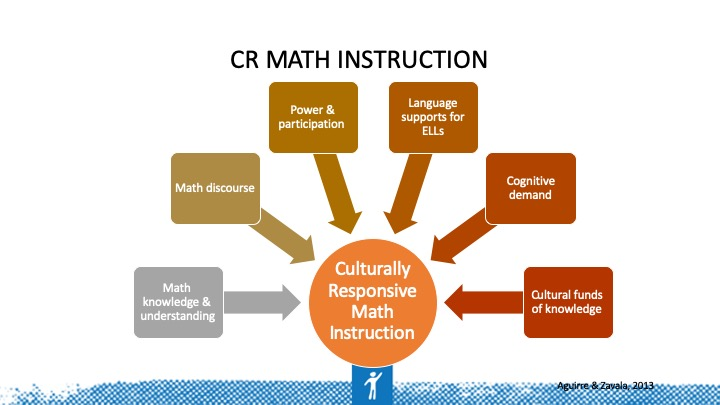 CR MATH INSTRUCTION
Power &
participation
Language
supports for
ELLs
Math discourse
Cognitive
demand
Math
knowledge &
understanding
Culturally
Responsive
Math
Instruction
Cultural funds
of knowledge
Aguirre & Zavala, 2013